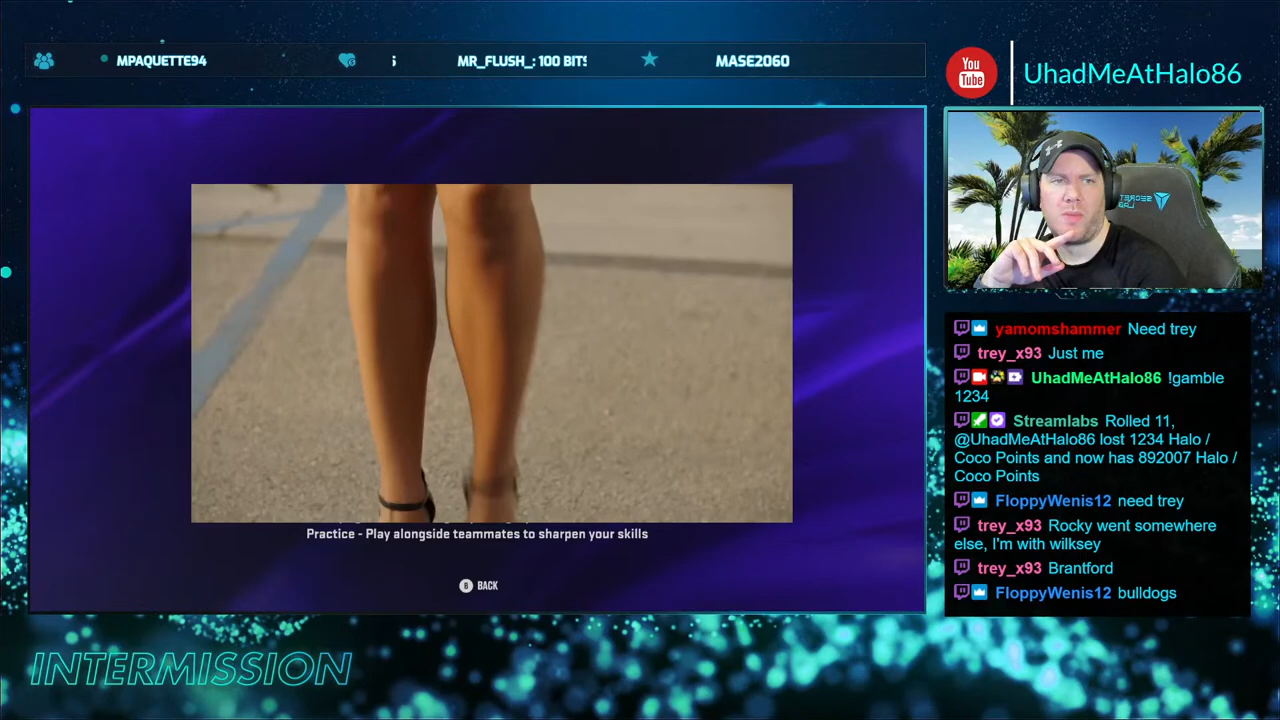 MPAQUETTE94
MR_FLUSH_: 100 BITS
MASE2060
You
Tube
UhadMeAtHalo86
yamomshammer Need trey
trey_x93 Just me
UhadMeAtHalo86 !gamble
1234
Streamlabs Rolled 11,
@UhadMeAtHalo86 lost 1234 Halo /
Coco Points and now has 892007 Halo /
Coco Points
FloppyWenis12 need trey
trey_x93 Rocky went somewhere
else, I'm with wilksey
trey_x93 Brantford
FloppyWenis12 bulldogs
Practice - Play alongside teammates to sharpen your skills
B BACK
INTERMISSION